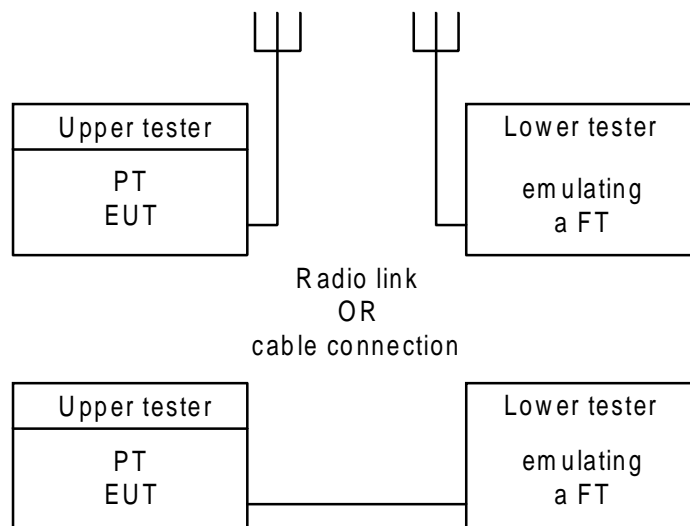 Upper tester
PT
EUT
Lower tester
emulating
a FT
Radio link
OR
cable connection
Upper tester
PT
EUT
Lower tester
emulating
a FT